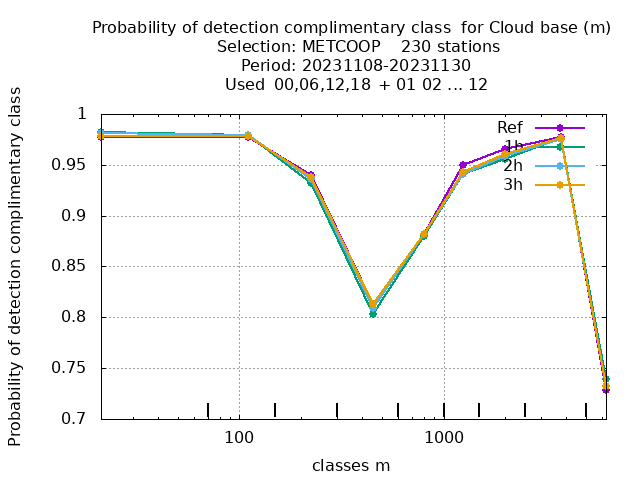 Probability of detection complimentary class  for Cloud base (m)
Selection: METCOOP    230 stations
Period: 20231108-20231130
Used  00,06,12,18  + 01 02 ... 12
Probability of detection complimentary class
1
0.95
0.9
0.85
0.8
0.75
0.7
Ref
1h
2h
3h
100
1000
classes m